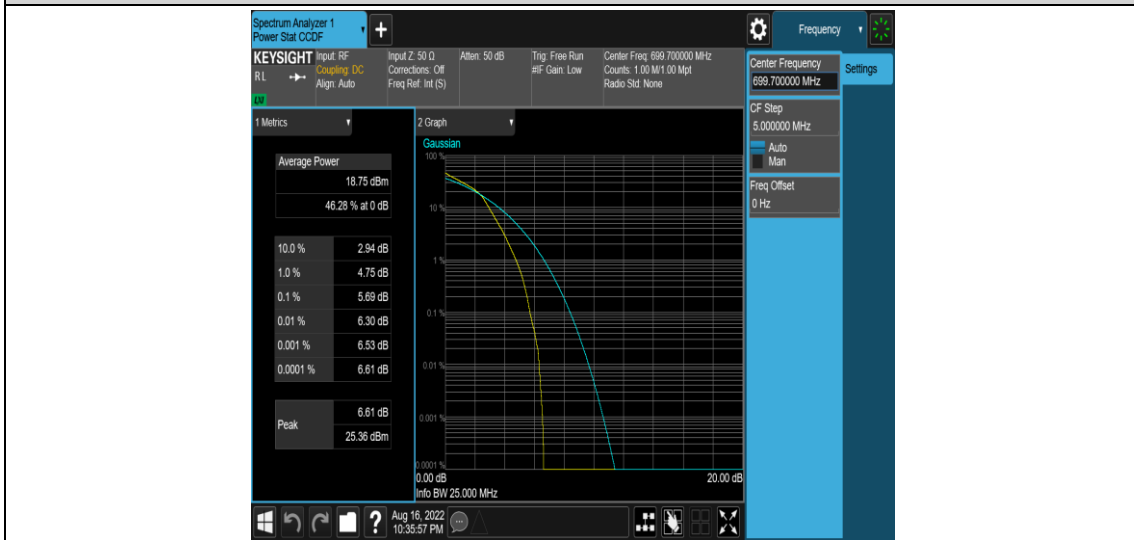 Spectrum Analyzer 1
Power Stat CCDF
+
Frequency
KEYSIGHT
RL
LXI
Input: RF
Coupling: DC
Align: Auto
Input Z: 50 Ω
Corrections: Off
Freq Ref: Int (S)
Atten: 50 dB
Trig: Free Run
#IF Gain: Low
Center Freq: 699.700000 MHz
Counts: 1.00 M/1.00 Mpt
Radio Std: None
Center Frequency
699.700000 MHz
Settings
CF Step
5.000000 MHz
Auto
Man
Freq Offset
0 Hz
1 Metrics
Average Power
18.75 dBm
46.28 % at 0 dB
10.0 % 2.94 dB
1.0 % 4.75 dB
0.1 % 5.69 dB
0.01 % 6.30 dB
0.001 % 6.53 dB
0.0001 % 6.61 dB
Peak
6.61 dB
25.36 dBm
2 Graph
Gaussian
100 %
10 %
1 %
0.1 %
0.01 %
0.001 %
0.0001 %
0.00 dB
20.00 dB
Info BW 25.000 MHz
?
Aug 16, 2022
10:35:57 PM